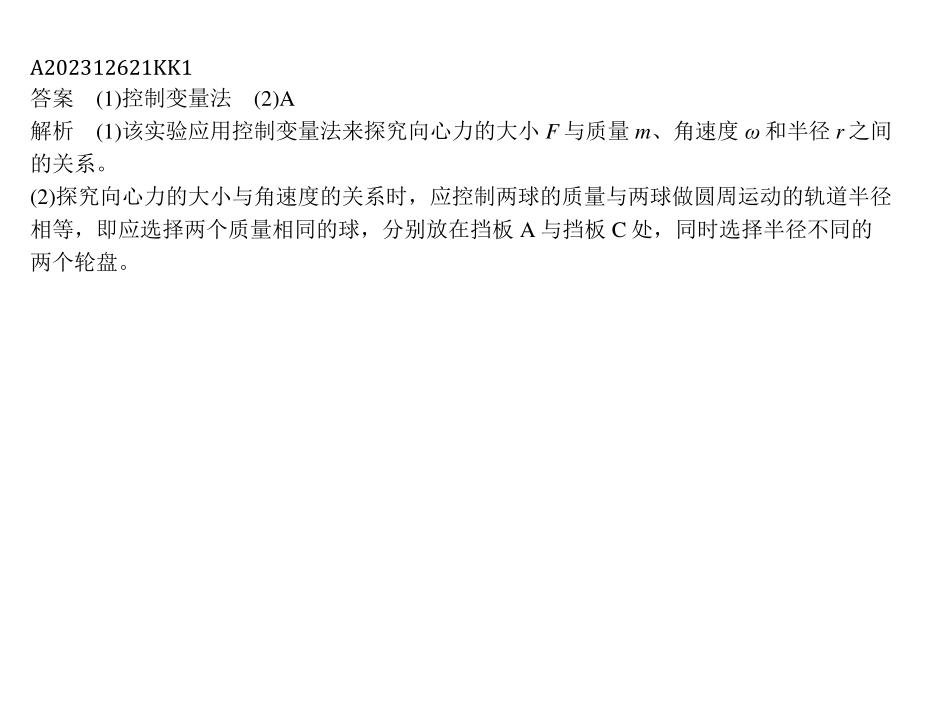 A202312621KK1
答案　(1)控制变量法　(2)A
解析　(1)该实验应用控制变量法来探究向心力的大小 F 与质量 m、角速度 ω 和半径 r 之间
的关系。
(2)探究向心力的大小与角速度的关系时，应控制两球的质量与两球做圆周运动的轨道半径
相等，即应选择两个质量相同的球，分别放在挡板 A 与挡板 C 处，同时选择半径不同的
两个轮盘。